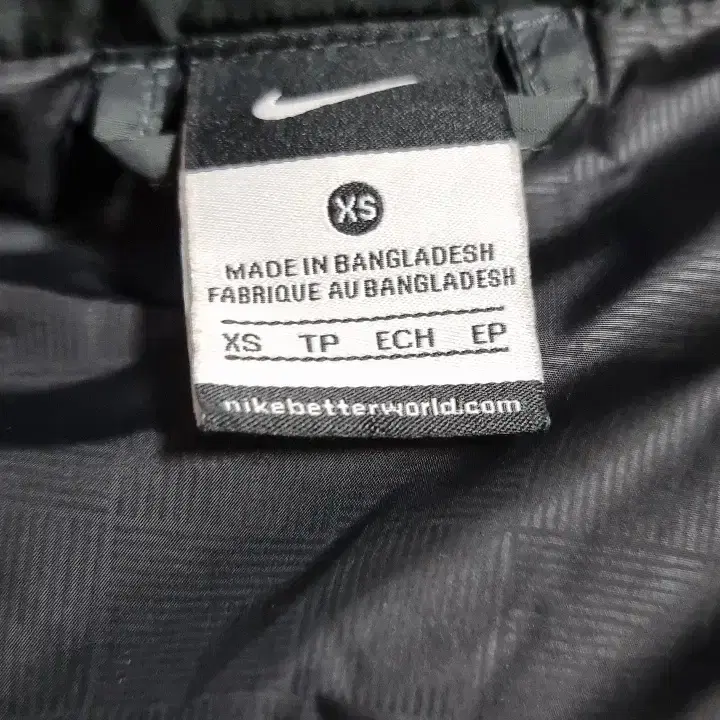 XS
MADE IN BANGLADESH
FABRIQUE AU BANGLADESH
XS TP ECH EP
nikebetterworld.com